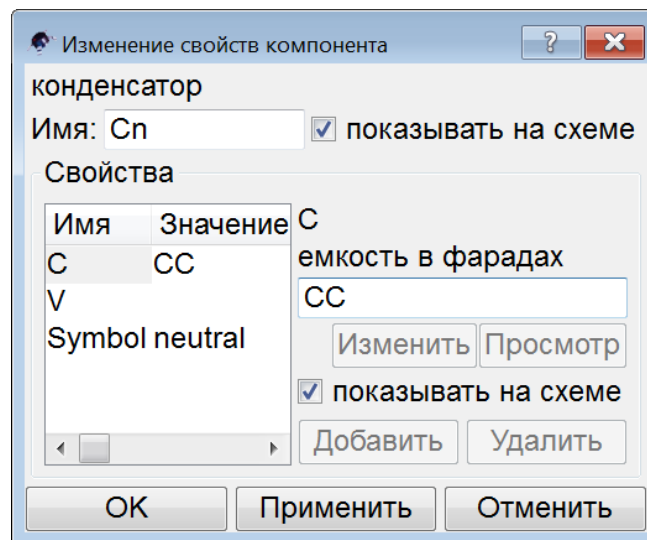 Изменение свойств компонента
?
конденсатор
Имя: Cn показывать на схеме
Свойства
Имя Значение
C CC
V
Symbol neutral
C
емкость в фарадах
CC
Изменить Просмотр
показывать на схеме
Добавить Удалить
OK Применить Отменить